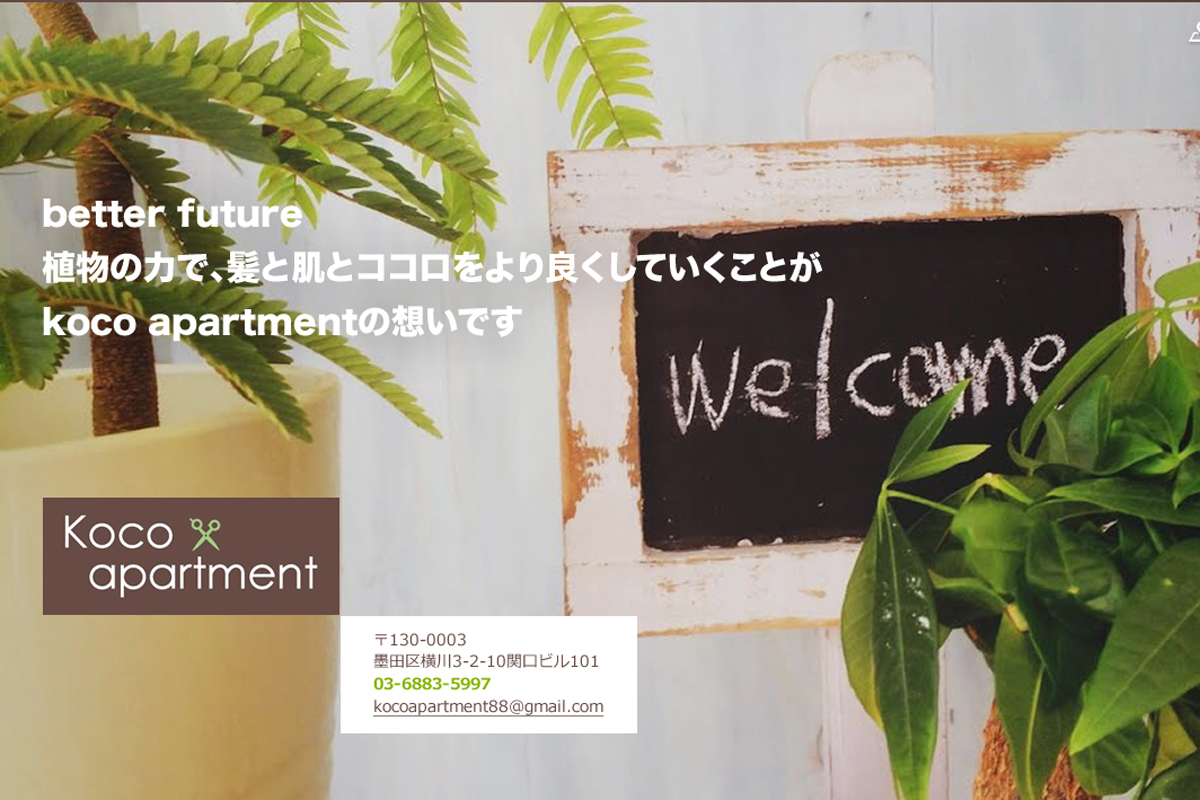 better future
植物の力で、髪と肌とココロをより良くしていくことが
koco apartmentの想いです
welcome
Koco
apartment
〒130-0003
墨田区横川3-2-10関口ビル101
03-6883-5997
kocoapartment88@gmail.com